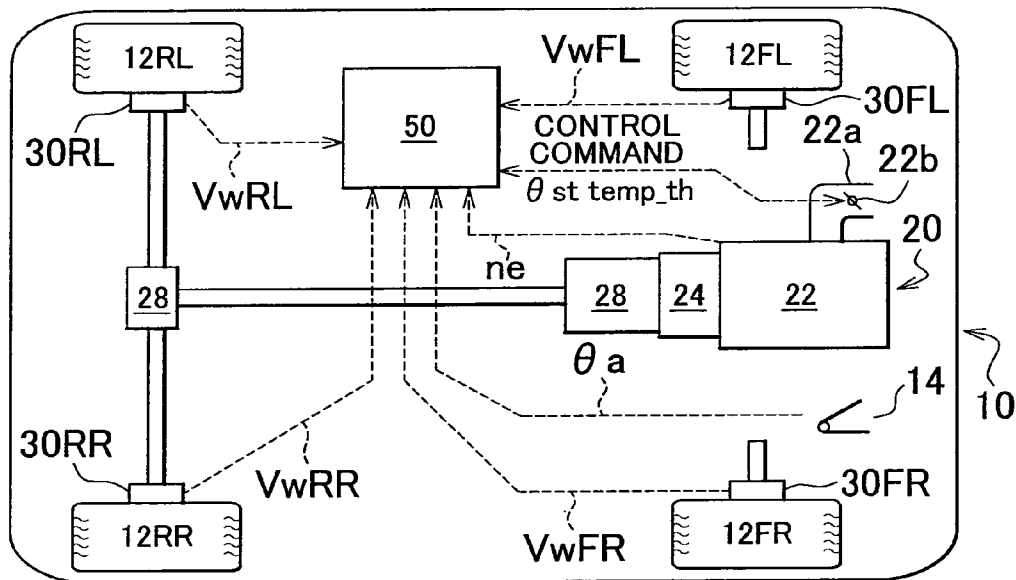 12RL
VwFL
12FL
30RL
50
CONTROL
COMMAND
30FL
22a
22b
VwRL
θ st temp_th
ne
20
28
28
24
22
θ a
14
10
30RR
VwRR
30FR
12RR
VwFR
12FR